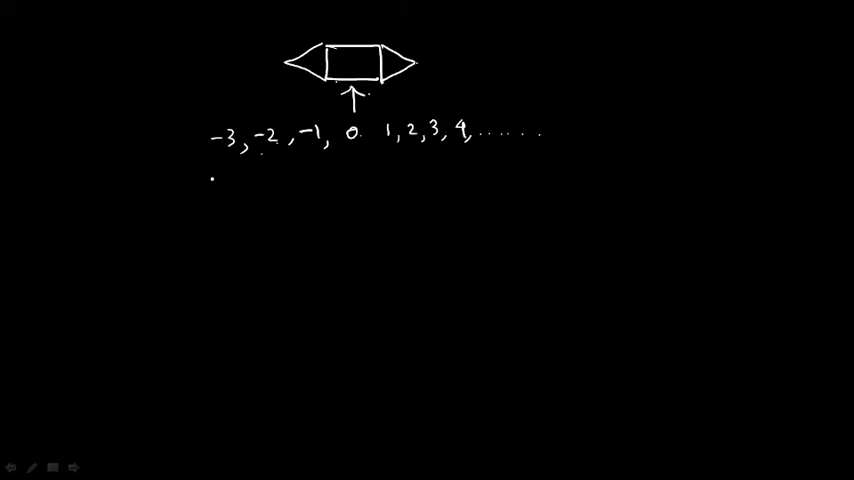 -3, -2, -1, 0. 1, 2, 3, 4, .......